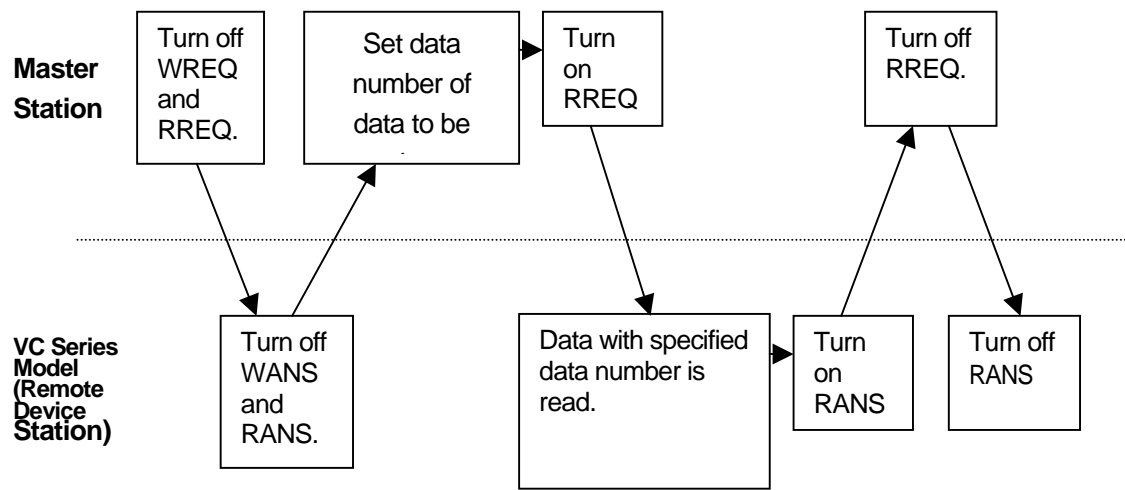 Master
Station
Turn off
WREQ
and
RREQ.
Set data
number of
data to be
Turn
on
RREQ
Turn off
RREQ.
VC Series
Model
(Remote
Device
Station)
Turn off
WANS
and
RANS.
Data with specified
data number is
read.
Turn
on
RANS
Turn off
RANS